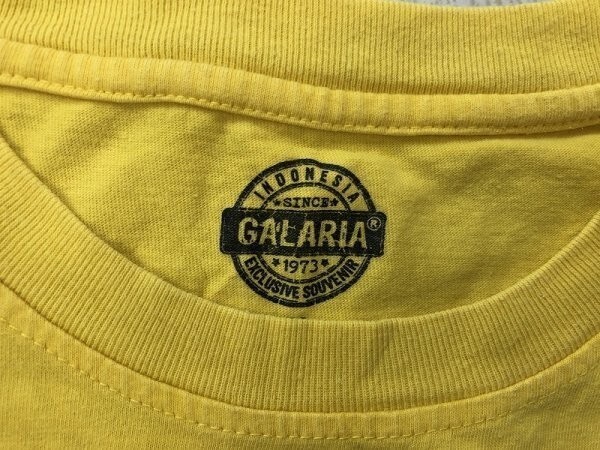 INDONESIA
★SINCE★
GALARIA®
★1973★
EXCLUSIVE SOUVENIR